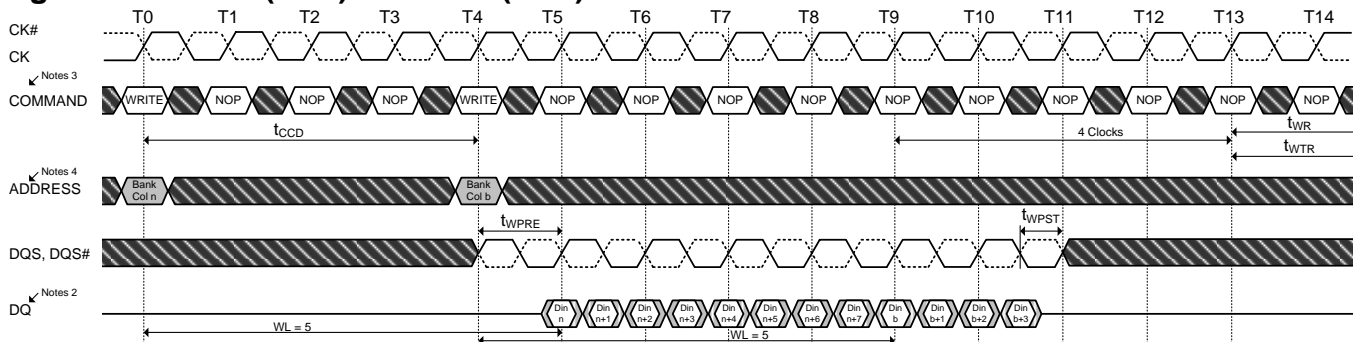 T0 T1 T2 T3 T4 T5 T6 T7 T8 T9 T10 T11 T12 T13 T14
CK#
CK
Notes 3
COMMAND WRITE NOP NOP NOP WRITE NOP NOP NOP NOP NOP NOP NOP NOP NOP NOP
tCCD 4 Clocks tWR
tWTR
Notes 4
ADDRESS Bank Col n Bank Col b
tWPRE tWPST
DQS, DQS#
Notes 2
DQ Din n Din n+1 Din n+2 Din n+3 Din n+4 Din n+5 Din n+6 Din n+7 Din b Din b+1 Din b+2 Din b+3
WL = 5 WL = 5